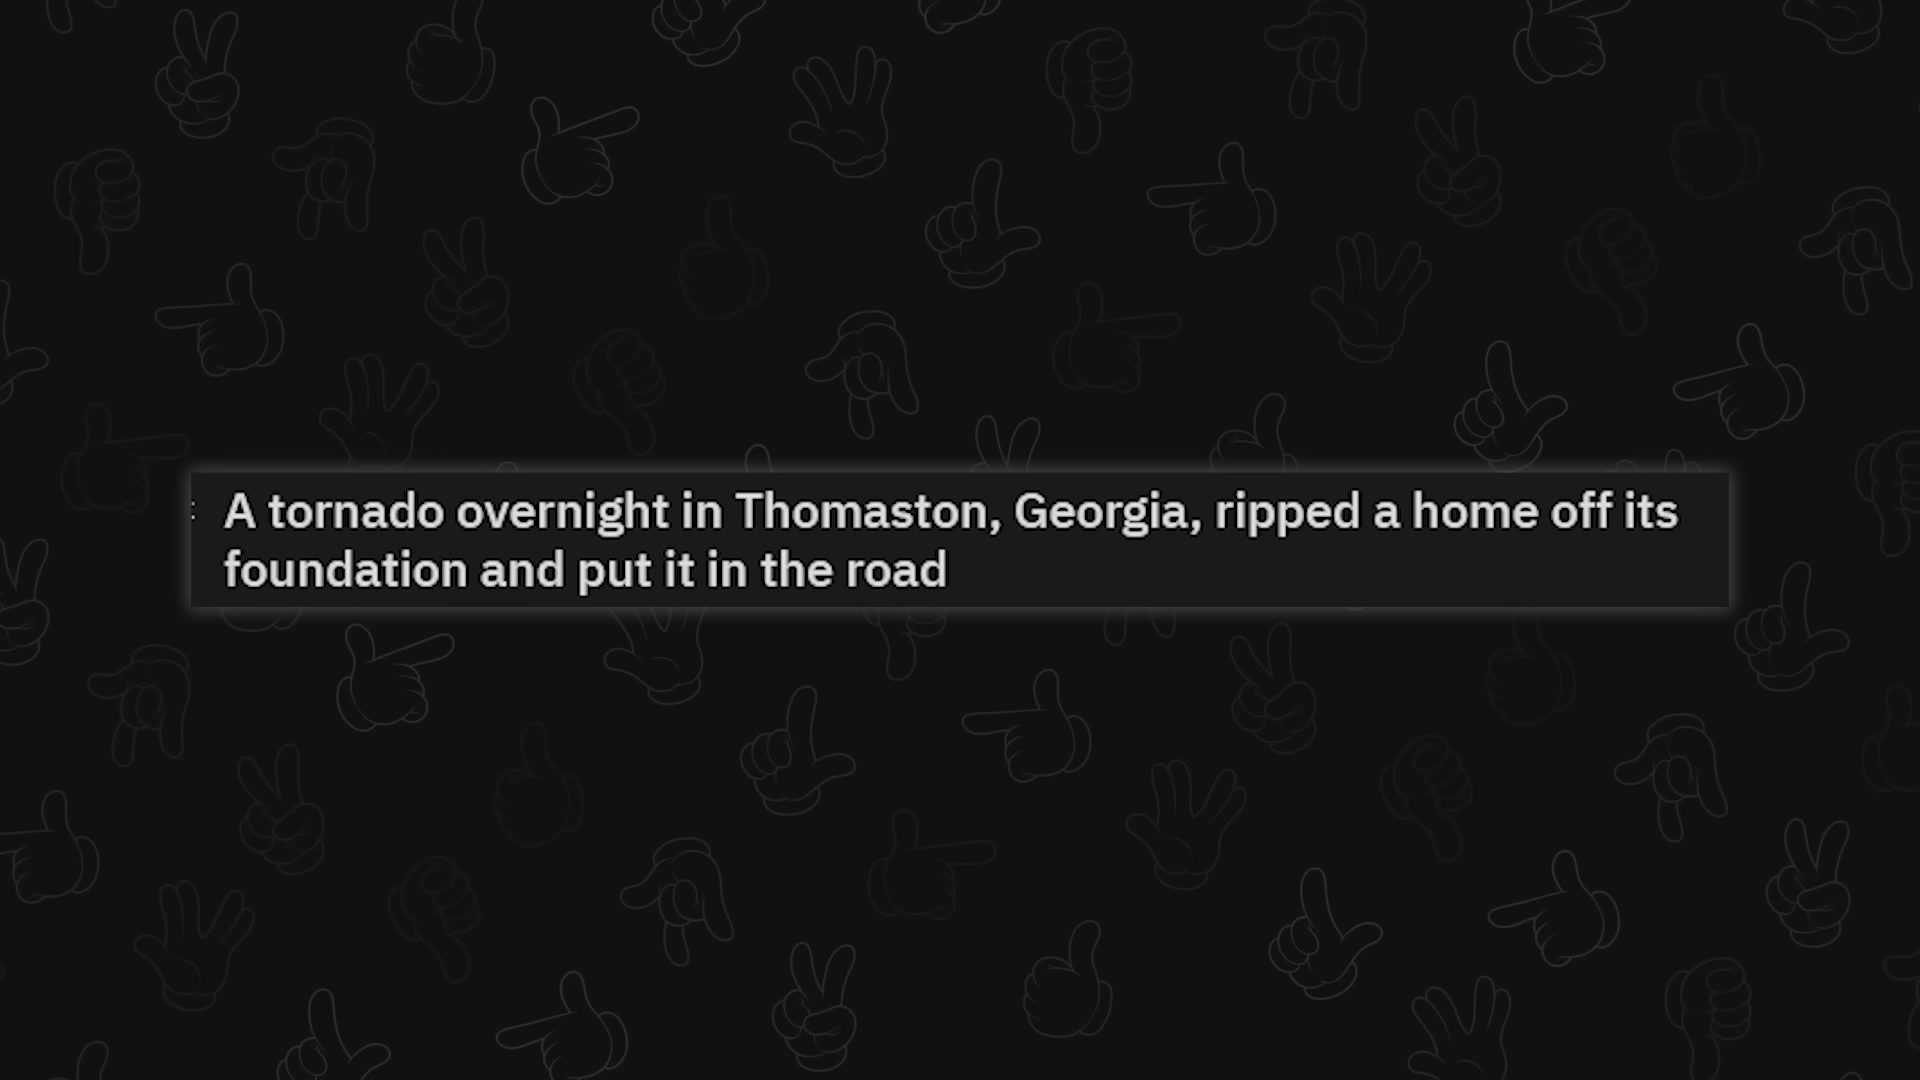 A tornado overnight in Thomaston, Georgia, ripped a home off its
foundation and put it in the road